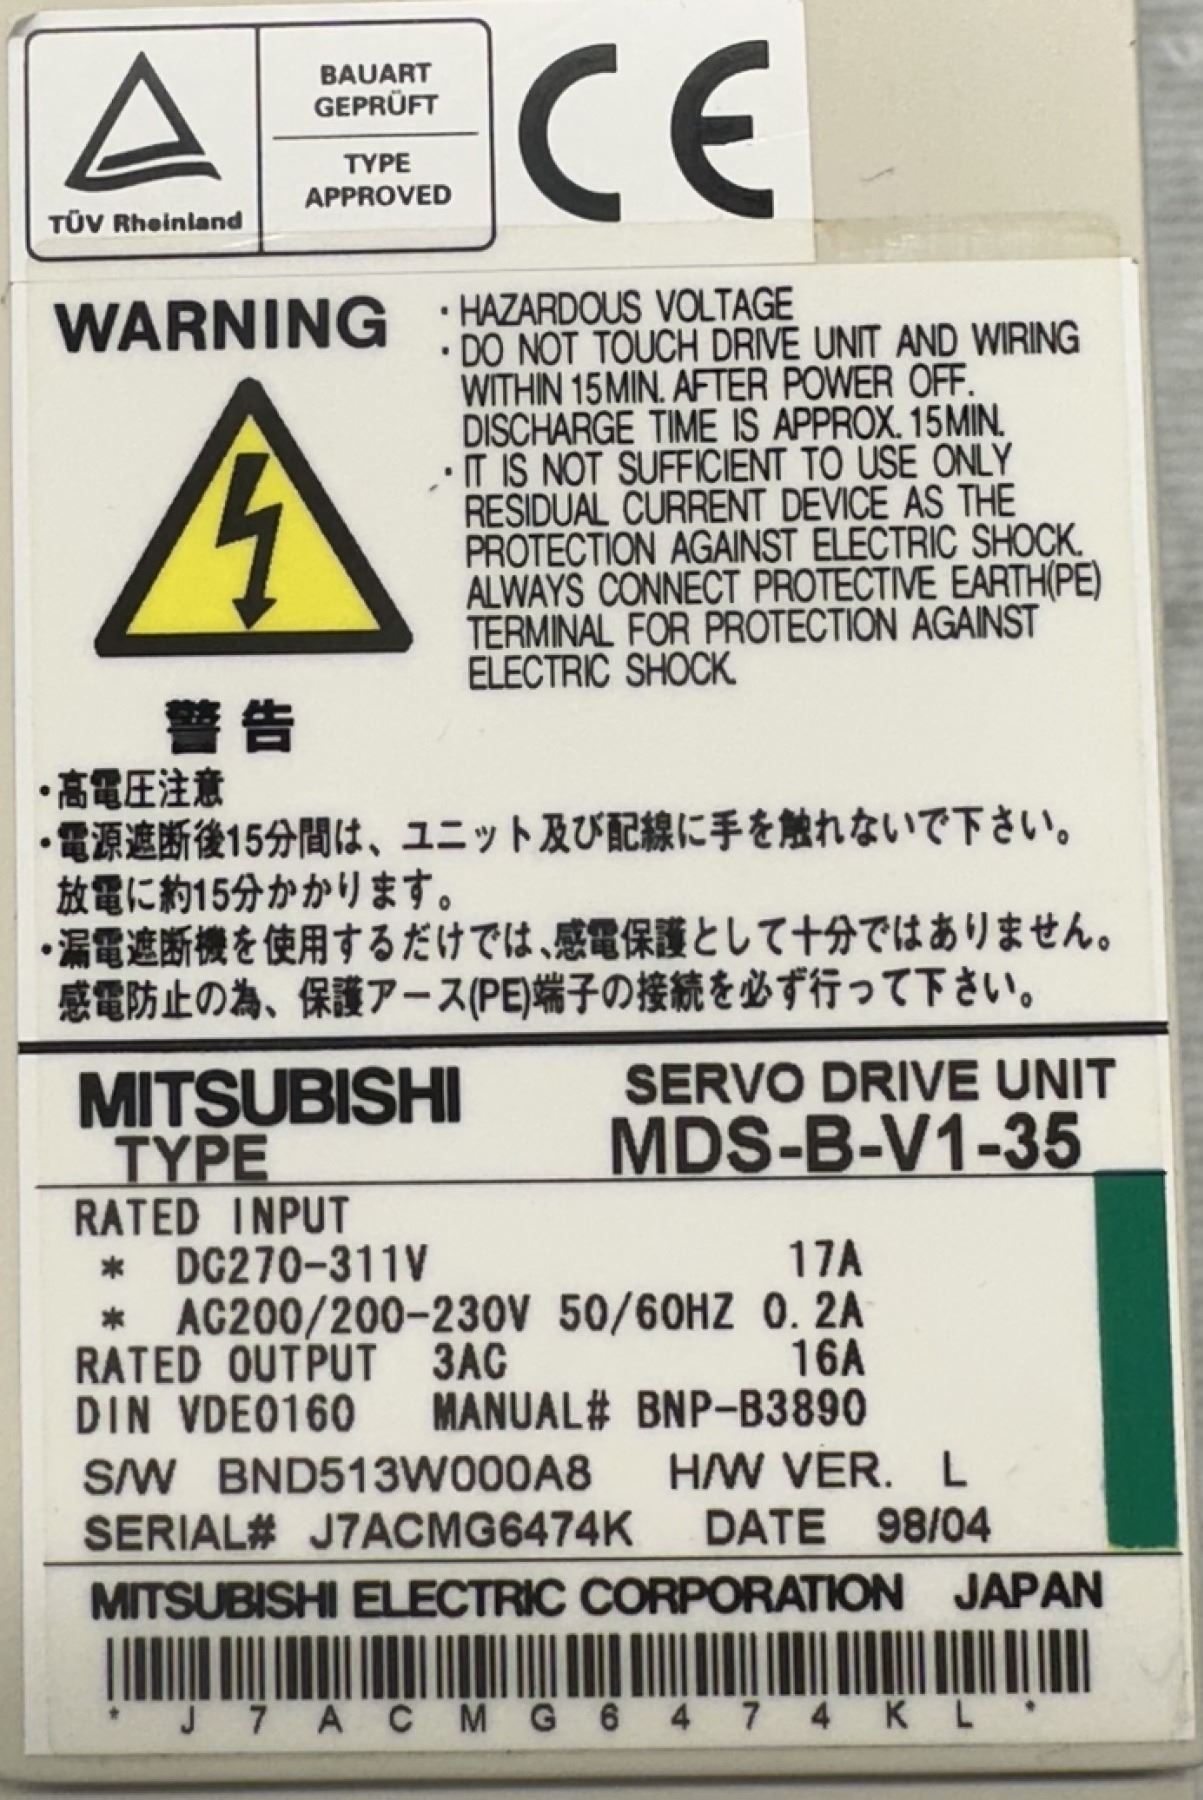 TÜV Rheinland
BAUART
GEPRÜFT
TYPE
APPROVED
CE
WARNING
・HAZARDOUS VOLTAGE
・DO NOT TOUCH DRIVE UNIT AND WIRING
WITHIN 15MIN. AFTER POWER OFF.
DISCHARGE TIME IS APPROX. 15MIN.
・IT IS NOT SUFFICIENT TO USE ONLY
RESIDUAL CURRENT DEVICE AS THE
PROTECTION AGAINST ELECTRIC SHOCK.
ALWAYS CONNECT PROTECTIVE EARTH(PE)
TERMINAL FOR PROTECTION AGAINST
ELECTRIC SHOCK.
警告
・高電圧注意
・電源遮断後15分間は、ユニット及び配線に手を触れないで下さい。
放電に約15分かかります。
・漏電遮断機を使用するだけでは、感電保護として十分ではありません。
感電防止の為、保護アース(PE)端子の接続を必ず行って下さい。
MITSUBISHI SERVO DRIVE UNIT
TYPE MDS-B-V1-35
RATED INPUT
* DC270-311V 17A
* AC200/200-230V 50/60HZ 0.2A
RATED OUTPUT 3AC 16A
DIN VDE0160 MANUAL# BNP-B3890
S/W BND513W000A8 H/W VER. L
SERIAL# J7ACMG6474K DATE 98/04
MITSUBISHI ELECTRIC CORPORATION JAPAN
* J 7 A C M G 6 4 7 4 K L *